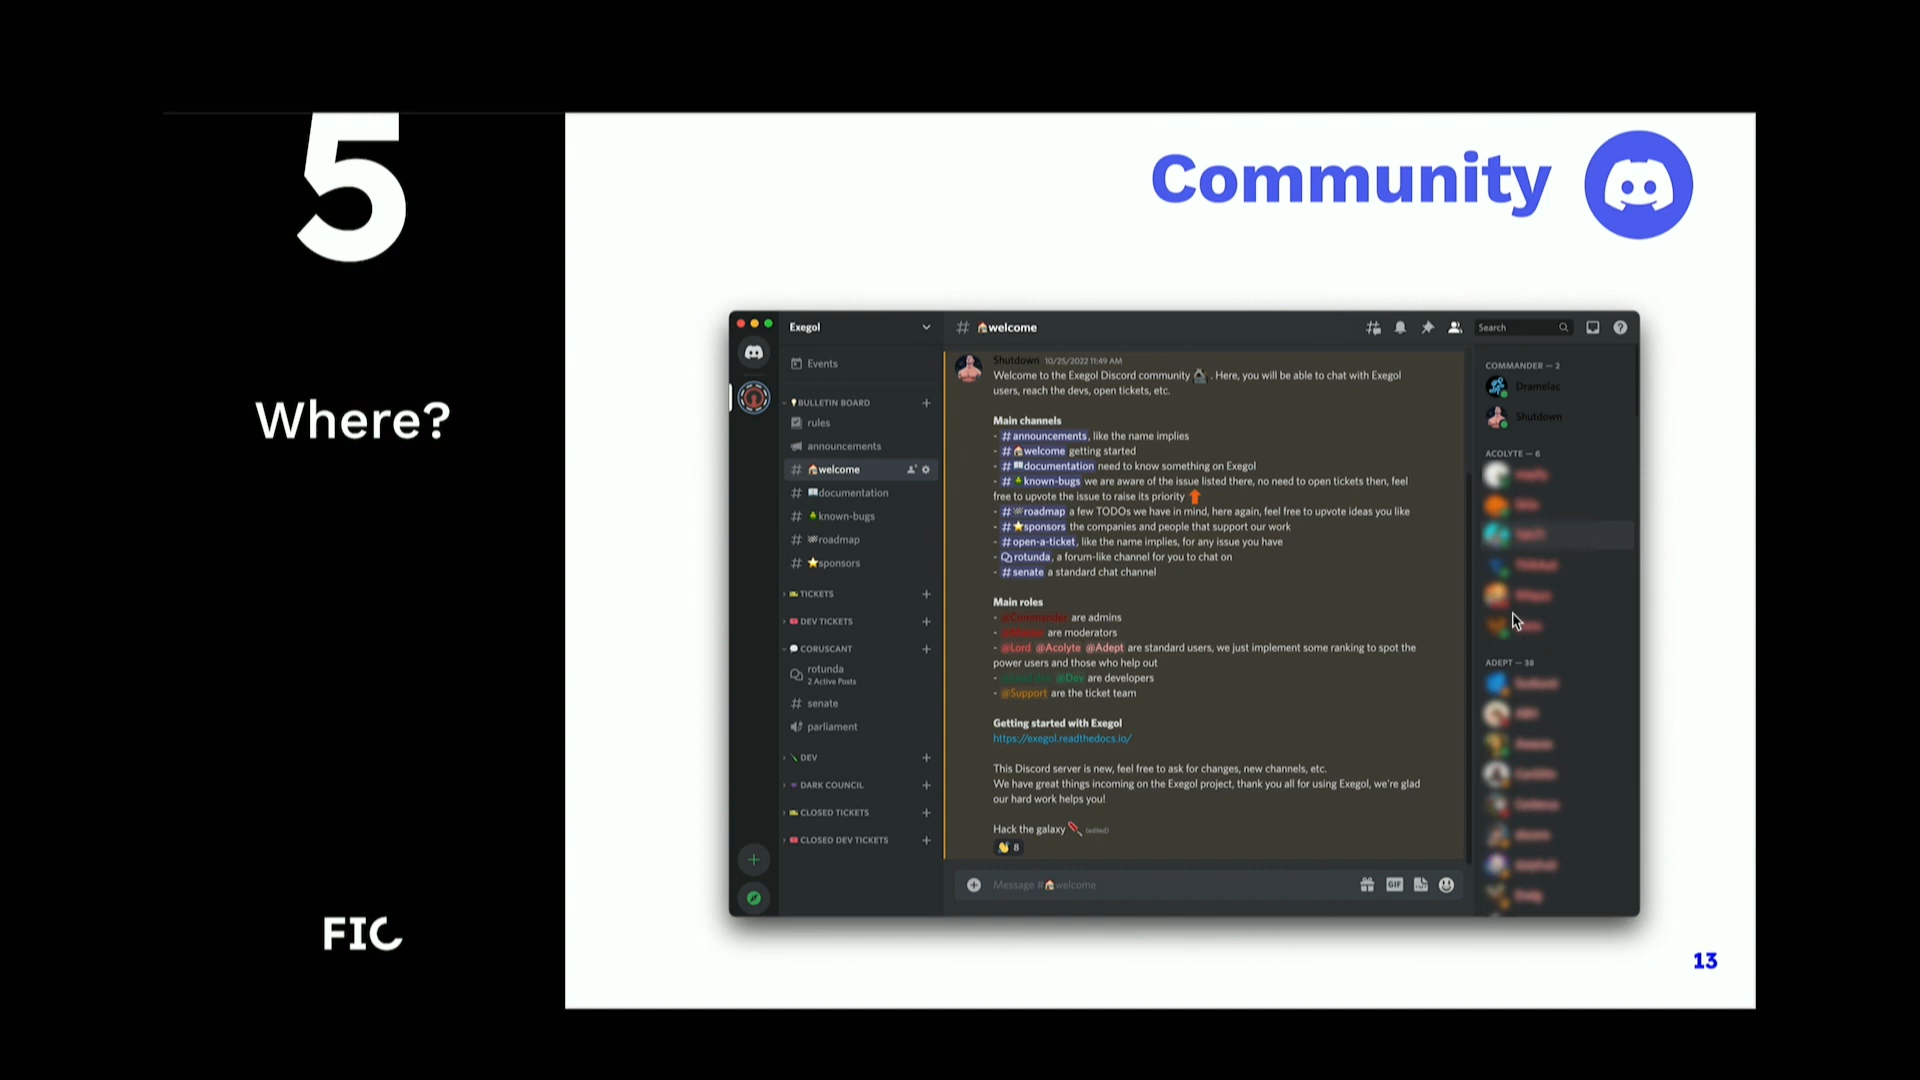 5
Where?
FIC
Community
Exegol
Events
BULLETIN BOARD
rules
announcements
# welcome
# documentation
# known-bugs
# roadmap
# sponsors
TICKETS
DEV TICKETS
CORUSCANT
rotunda
2 Active Posts
# senate
parliament
DEV
DARK COUNCIL
CLOSED TICKETS
CLOSED DEV TICKETS
# welcome
Search
Shutdown 10/25/2022 11:49 AM
Welcome to the Exegol Discord community . Here, you will be able to chat with Exegol
users, reach the devs, open tickets, etc.
Main channels
- # announcements, like the name implies
- # welcome getting started
- # documentation need to know something on Exegol
- # known-bugs we are aware of the issue listed there, no need to open tickets then, feel
free to upvote the issue to raise its priority
- # roadmap a few TODOs we have in mind, here again, feel free to upvote ideas you like
- # sponsors the companies and people that support our work
- # open-a-ticket, like the name implies, for any issue you have
- rotunda, a forum-like channel for you to chat on
- # senate a standard chat channel
Main roles
- @Commander are admins
- are moderators
- @Lord @Acolyte @Adept are standard users, we just implement some ranking to spot the
power users and those who help out
- @Dev are developers
- @Support are the ticket team
Getting started with Exegol
https://exegol.readthedocs.io/
This Discord server is new, feel free to ask for changes, new channels, etc.
We have great things incoming on the Exegol project, thank you all for using Exegol, we're glad
our hard work helps you!
Hack the galaxy (edited)
8
Message # welcome
GIF
COMMANDER — 2
Dramelac
Shutdown
ACOLYTE — 6
ADEPT — 38
13